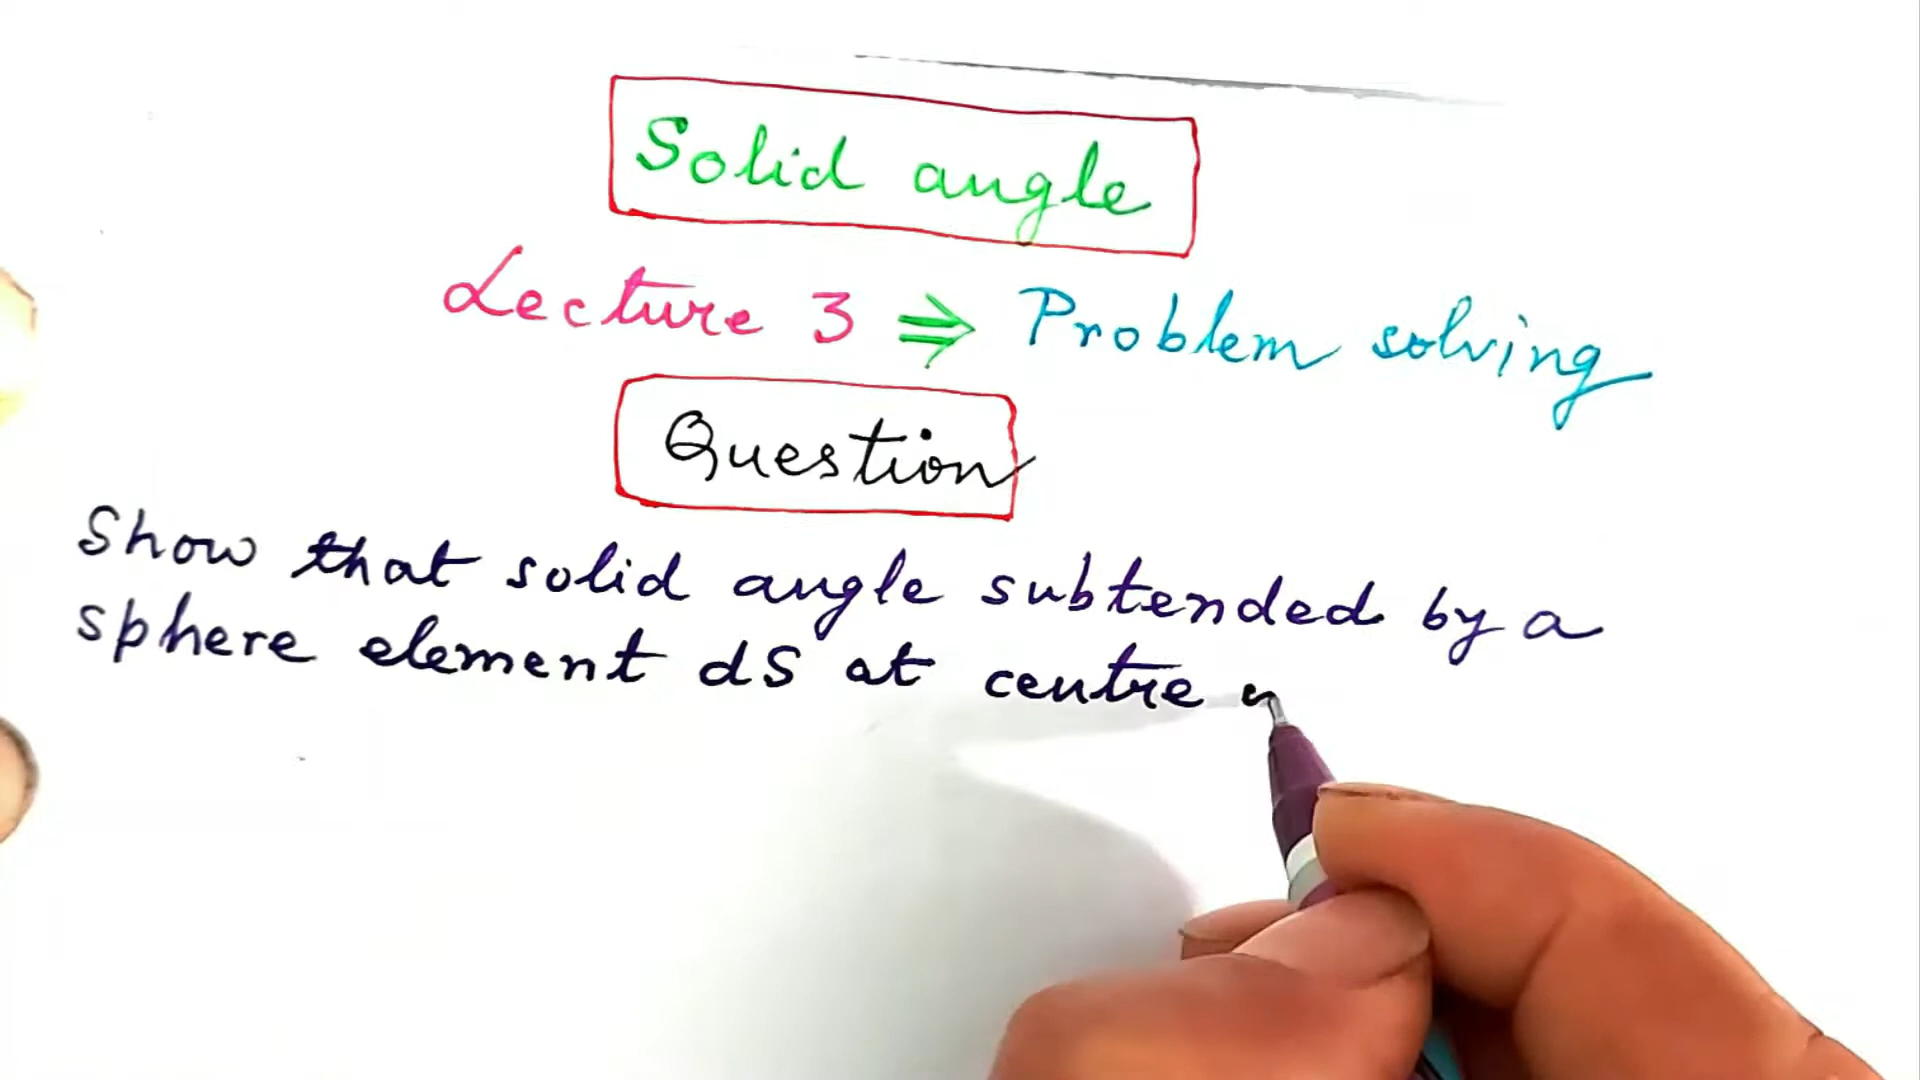 Solid angle
Lecture 3 ⇒ Problem solving
Question
Show that solid angle subtended by a
sphere element dS at centre